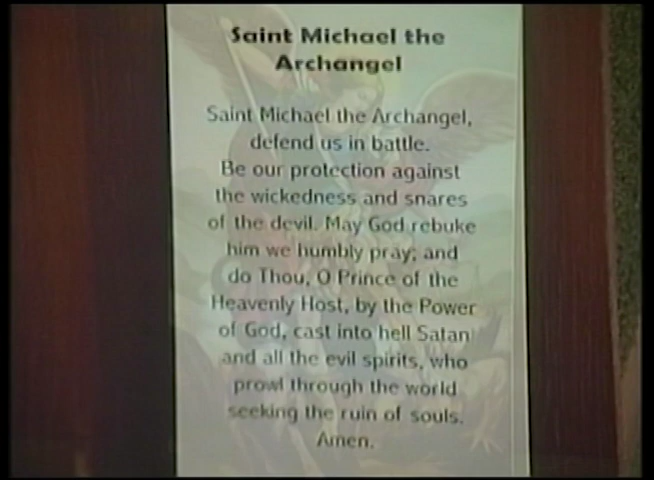 Saint Michael the
Archangel
Saint Michael the Archangel,
defend us in battle.
Be our protection against
the wickedness and snares
of the devil. May God rebuke
him we humbly pray; and
do Thou, O Prince of the
Heavenly Host, by the Power
of God, cast into hell Satan
and all the evil spirits, who
prowl through the world
seeking the ruin of souls.
Amen.